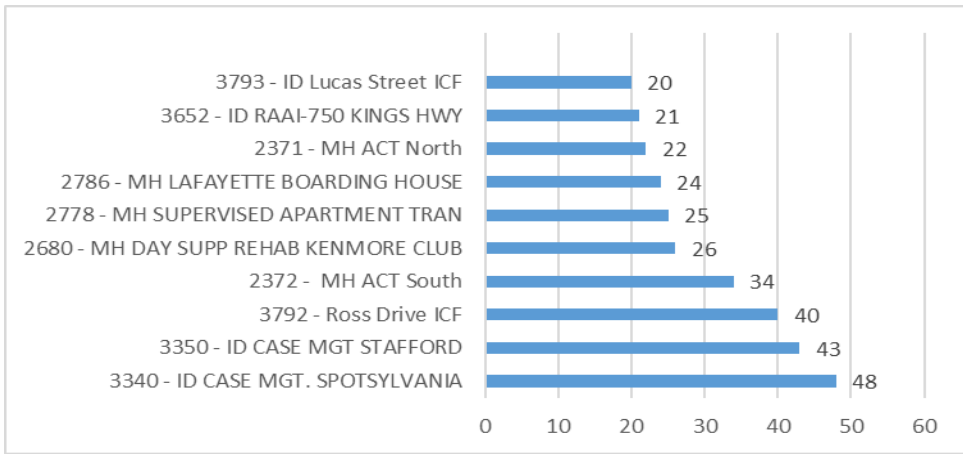 3793 - ID Lucas Street ICF 20
3652 - ID RAAI-750 KINGS HWY 21
2371 - MH ACT North 22
2786 - MH LAFAYETTE BOARDING HOUSE 24
2778 - MH SUPERVISED APARTMENT TRAN 25
2680 - MH DAY SUPP REHAB KENMORE CLUB 26
2372 -  MH ACT South 34
3792 - Ross Drive ICF 40
3350 - ID CASE MGT STAFFORD 43
3340 - ID CASE MGT. SPOTSYLVANIA 48
0 10 20 30 40 50 60